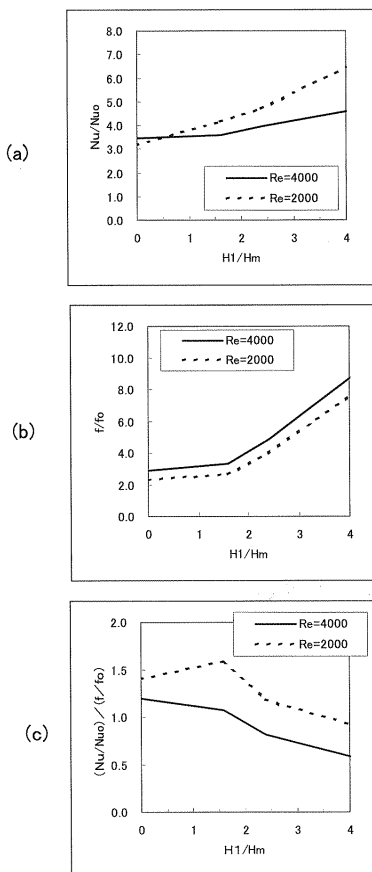 (a)
Nu/Nuo
8.0
7.0
6.0
5.0
4.0
3.0
2.0
1.0
0.0
Re=4000
Re=2000
0 1 2 3 4
H1/Hm
(b)
f/fo
12.0
10.0
8.0
6.0
4.0
2.0
0.0
Re=4000
Re=2000
0 1 2 3 4
H1/Hm
(c)
(Nu/Nuo)/(f/fo)
2.0
1.5
1.0
0.5
0.0
Re=4000
Re=2000
0 1 2 3 4
H1/Hm